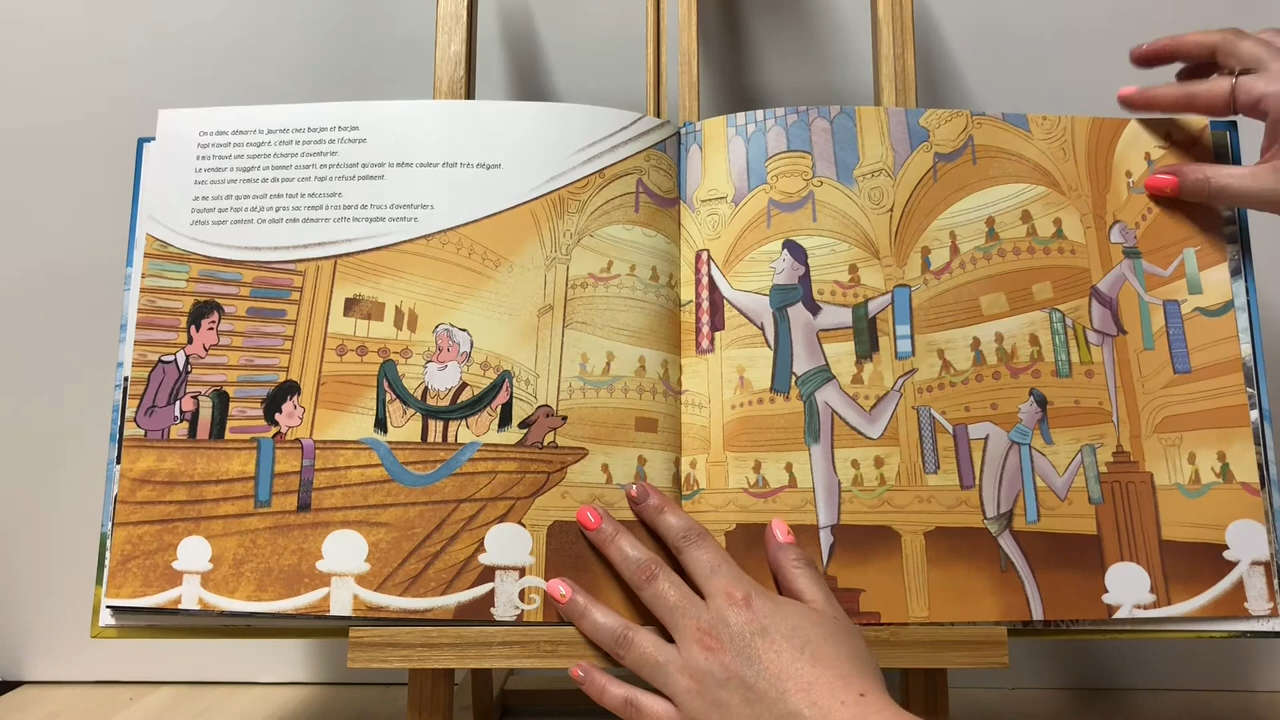 On a donc démarré la journée chez Barjon et Barjon.
Papi n'avait pas exagéré, c'était le paradis de l'Écharpe.
Il m'a trouvé une superbe écharpe d'aventurier.
Le vendeur a suggéré un bonnet assorti, en précisant qu'avoir la même couleur était très élégant.
Avec aussi une remise de dix pour cent. Papi a refusé poliment.
Je me suis dit qu'on avait enfin tout le nécessaire.
D'autant que Papi a déjà un gros sac rempli à ras bord de trucs d'aventuriers.
J'étais super content. On allait enfin démarrer cette incroyable aventure.